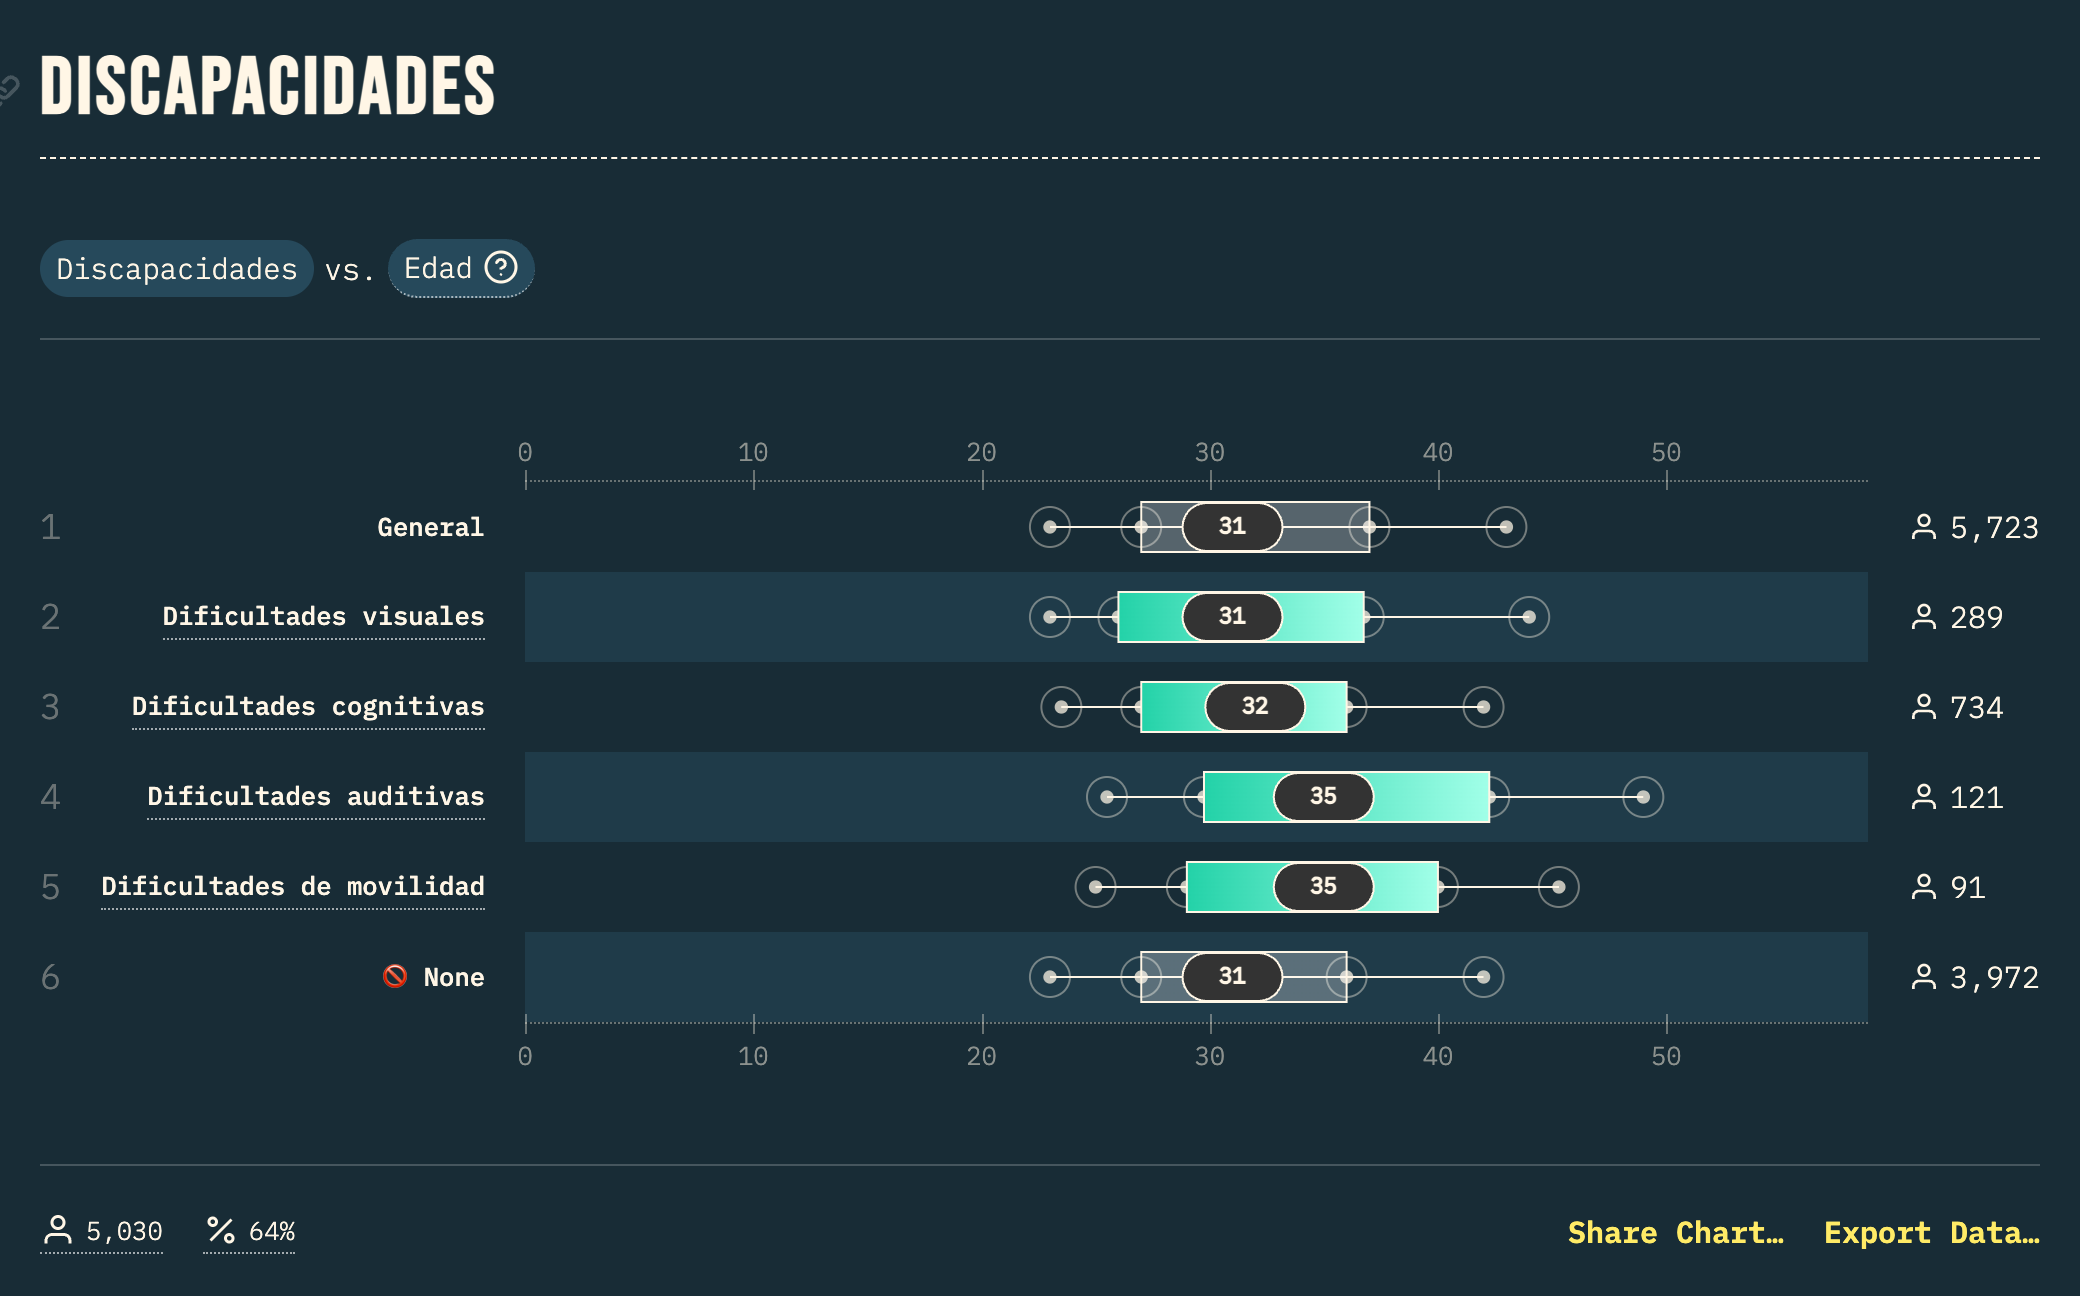 DISCAPACIDADES
Discapacidades vs. Edad ?
0 10 20 30 40 50
1 General 31 5,723
2 Dificultades visuales 31 289
3 Dificultades cognitivas 32 734
4 Dificultades auditivas 35 121
5 Dificultades de movilidad 35 91
6 None 31 3,972
0 10 20 30 40 50
5,030 % 64% Share Chart… Export Data…